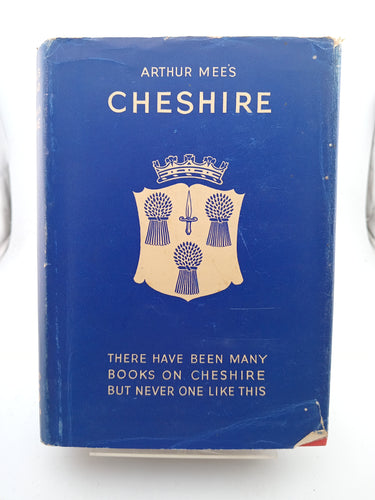 ARTHUR MEE'S
CHESHIRE
THERE HAVE BEEN MANY
BOOKS ON CHESHIRE
BUT NEVER ONE LIKE THIS